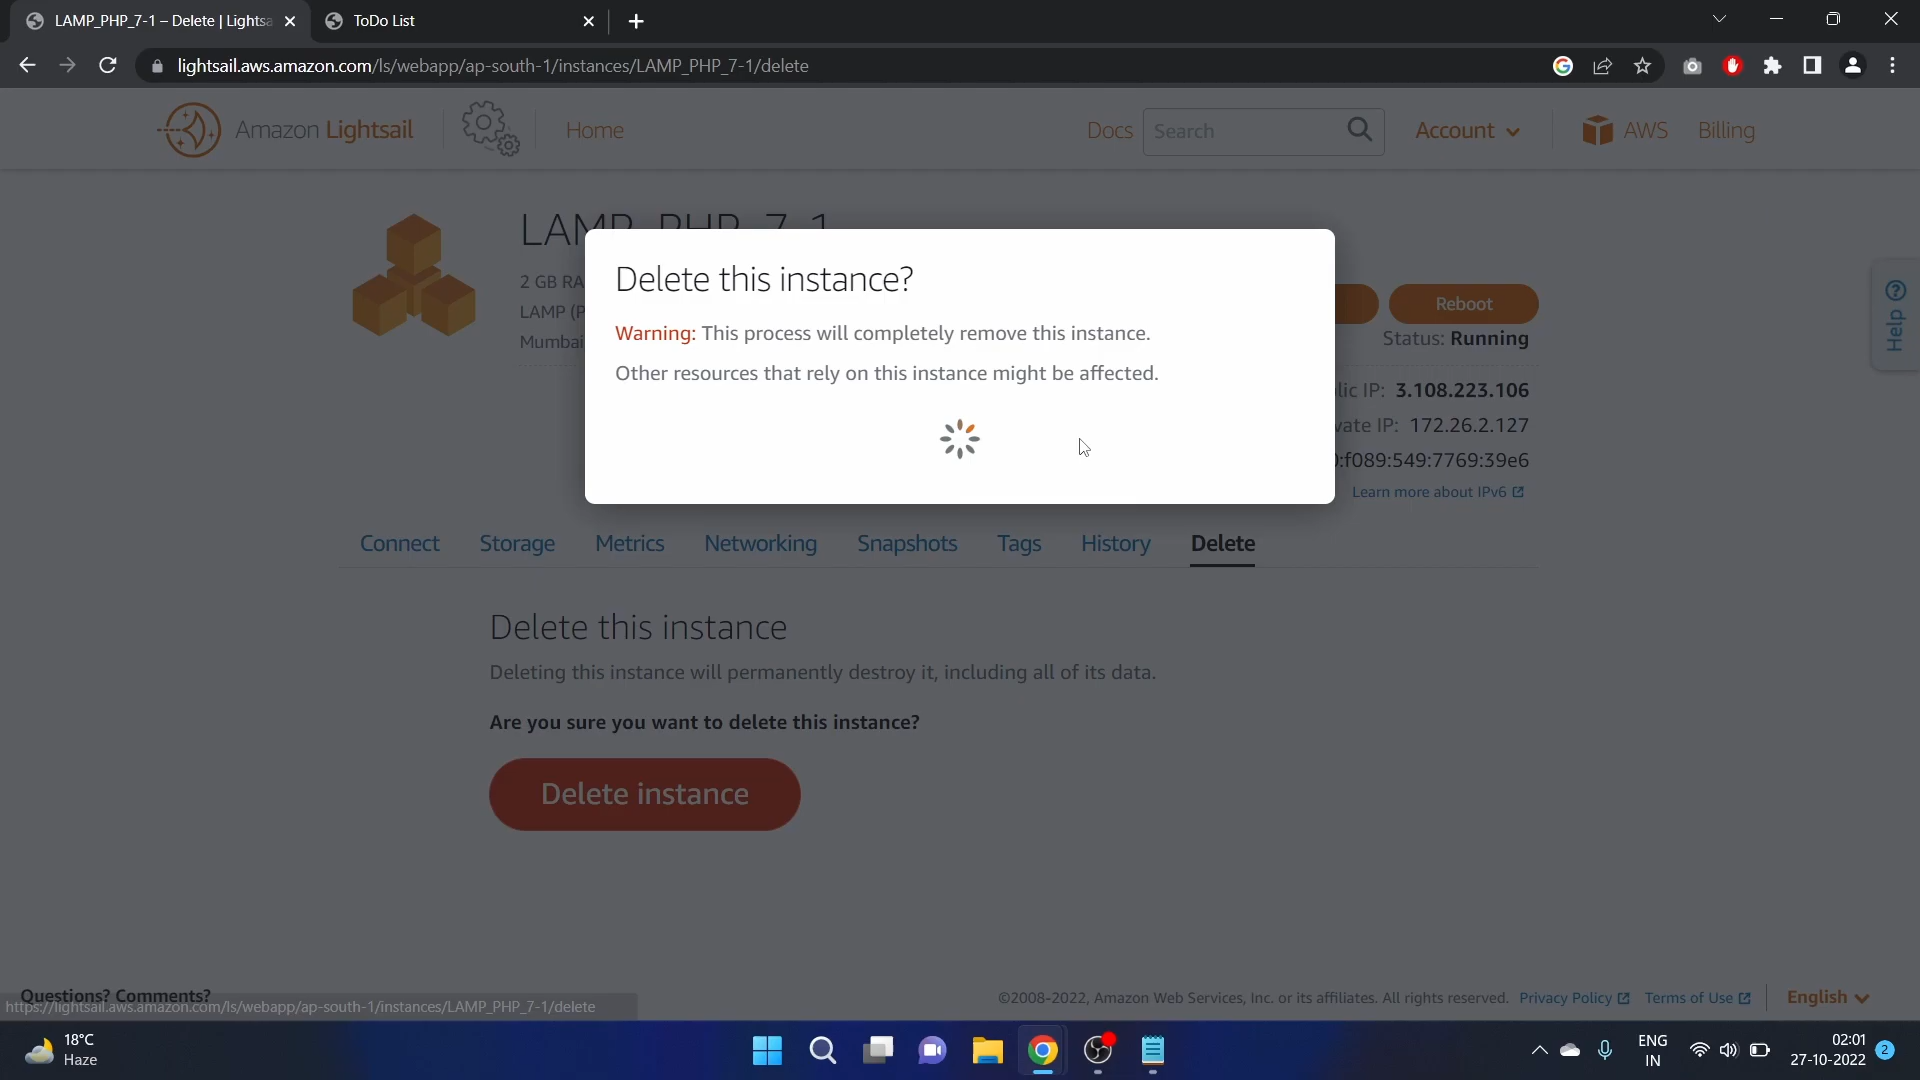 LAMP_PHP_7-1 – Delete | Lightsa
ToDo List
lightsail.aws.amazon.com/ls/webapp/ap-south-1/instances/LAMP_PHP_7-1/delete
Amazon Lightsail
Home
Docs
Search
Account
AWS
Billing
LAMP_PHP_7-1
2 GB RA
LAMP (P
Mumbai
Reboot
Status: Running
lic IP: 3.108.223.106
vate IP: 172.26.2.127
:f089:549:7769:39e6
Learn more about IPv6
Help
Delete this instance?
Warning: This process will completely remove this instance.
Other resources that rely on this instance might be affected.
Connect
Storage
Metrics
Networking
Snapshots
Tags
History
Delete
Delete this instance
Deleting this instance will permanently destroy it, including all of its data.
Are you sure you want to delete this instance?
Delete instance
Questions? Comments?
https://lightsail.aws.amazon.com/ls/webapp/ap-south-1/instances/LAMP_PHP_7-1/delete
©2008-2022, Amazon Web Services, Inc. or its affiliates. All rights reserved.
Privacy Policy
Terms of Use
English
18°C
Haze
ENG
IN
02:01
27-10-2022
2